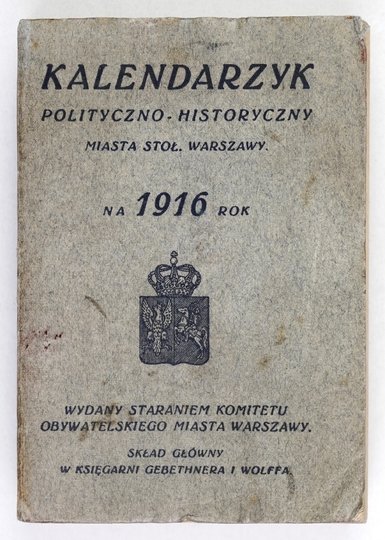 KALENDARZYK
POLITYCZNO-HISTORYCZNY
MIASTA STOŁ. WARSZAWY.
NA 1916 ROK
WYDANY STARANIEM KOMITETU
OBYWATELSKIEGO MIASTA WARSZAWY.
SKŁAD GŁÓWNY
W KSIĘGARNI GEBETHNERA I WOLFFA.